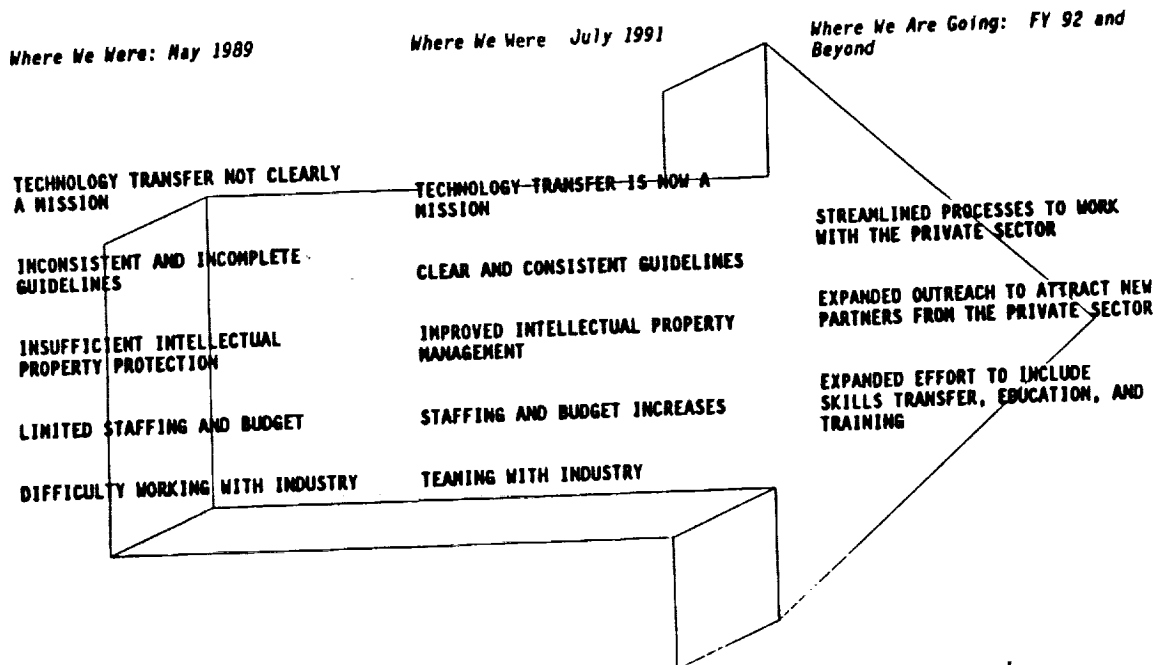 Where We Were: May 1989
TECHNOLOGY TRANSFER NOT CLEARLY
A MISSION
INCONSISTENT AND INCOMPLETE
GUIDELINES
INSUFFICIENT INTELLECTUAL
PROPERTY PROTECTION
LIMITED STAFFING AND BUDGET
DIFFICULTY WORKING WITH INDUSTRY
Where We Were July 1991
TECHNOLOGY TRANSFER IS NOW A
MISSION
CLEAR AND CONSISTENT GUIDELINES
IMPROVED INTELLECTUAL PROPERTY
MANAGEMENT
STAFFING AND BUDGET INCREASES
TEAMING WITH INDUSTRY
Where We Are Going: FY 92 and
Beyond
STREAMLINED PROCESSES TO WORK
WITH THE PRIVATE SECTOR
EXPANDED OUTREACH TO ATTRACT NEW
PARTNERS FROM THE PRIVATE SECTOR
EXPANDED EFFORT TO INCLUDE
SKILLS TRANSFER, EDUCATION, AND
TRAINING